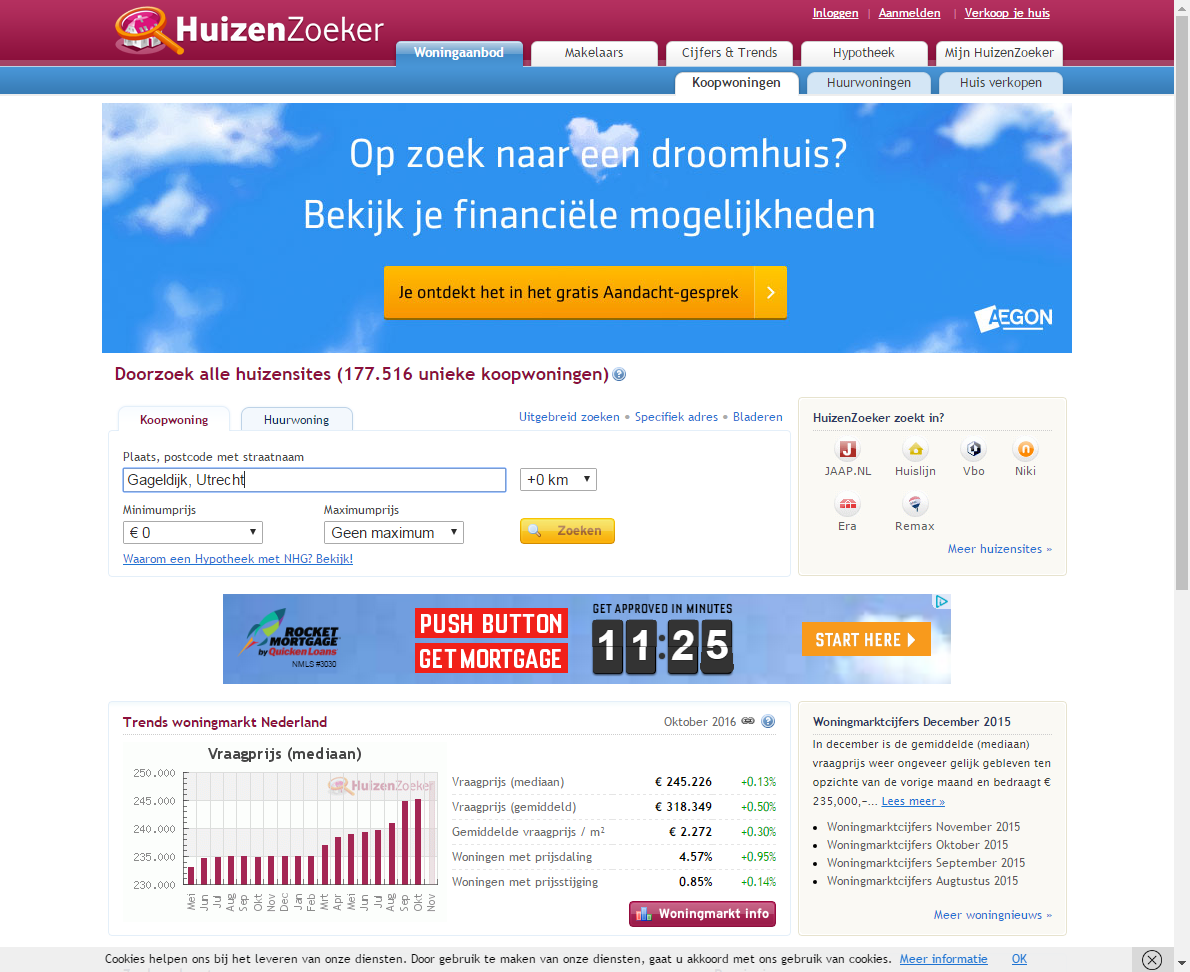 Inloggen | Aanmelden | Verkoop je huis
HuizenZoeker
Woningaanbod Makelaars Cijfers & Trends Hypotheek Mijn HuizenZoeker
Koopwoningen Huurwoningen Huis verkopen
Op zoek naar een droomhuis?
Bekijk je financiële mogelijkheden
Je ontdekt het in het gratis Aandacht-gesprek
AEGON
Doorzoek alle huizensites (177.516 unieke koopwoningen)
Koopwoning Huurwoning
Uitgebreid zoeken • Specifiek adres • Bladeren
Plaats, postcode met straatnaam
Gageldijk, Utrecht +0 km
Minimumprijs Maximumprijs
€ 0 Geen maximum Zoeken
Waarom een Hypotheek met NHG? Bekijk!
HuizenZoeker zoekt in?
JAAP.NL Huislijn Vbo Niki
Era Remax
Meer huizensites »
ROCKET
MORTGAGE
by Quicken Loans
NMLS #3030
PUSH BUTTON
GET MORTGAGE
GET APPROVED IN MINUTES
11:25
START HERE
Trends woningmarkt Nederland Oktober 2016
Vraagprijs (mediaan)
HuizenZoeker
250.000
245.000
240.000
235.000
230.000
Mei Jun Jul Aug Sep Okt Nov Dec Jan Feb Mrt Apr Mei Jun Jul Aug Sep Okt Nov
Vraagprijs (mediaan) € 245.226 +0.13%
Vraagprijs (gemiddeld) € 318.349 +0.50%
Gemiddelde vraagprijs / m² € 2.272 +0.30%
Woningen met prijsdaling 4.57% +0.95%
Woningen met prijsstijging 0.85% +0.14%
Woningmarkt info
Woningmarktcijfers December 2015
In december is de gemiddelde (mediaan)
vraagprijs weer ongeveer gelijk gebleven ten
opzichte van de vorige maand en bedraagt €
235,000,-... Lees meer »
• Woningmarktcijfers November 2015
• Woningmarktcijfers Oktober 2015
• Woningmarktcijfers September 2015
• Woningmarktcijfers Augtustus 2015
Meer woningnieuws »
Cookies helpen ons bij het leveren van onze diensten. Door gebruik te maken van onze diensten, gaat u akkoord met ons gebruik van cookies. Meer informatie OK